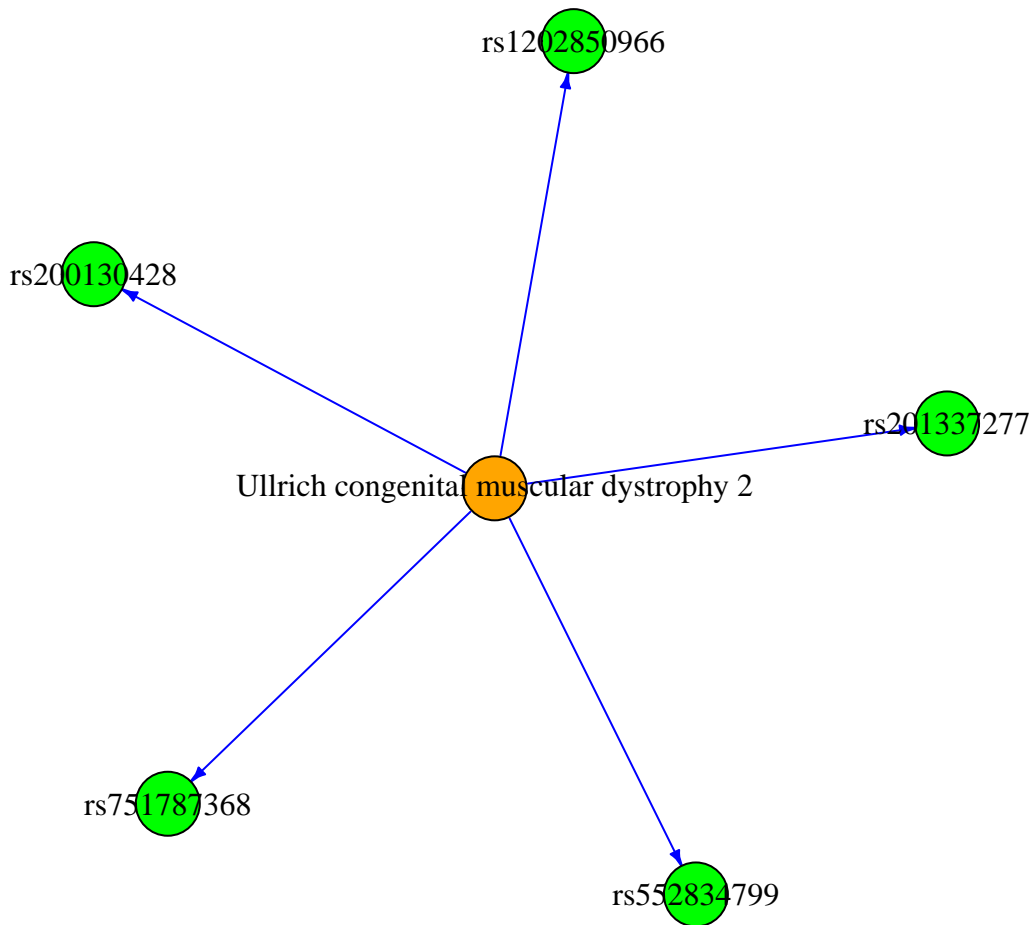 rs1202850966
rs200130428
rs201337277
Ullrich congenital muscular dystrophy 2
rs751787368
rs552834799